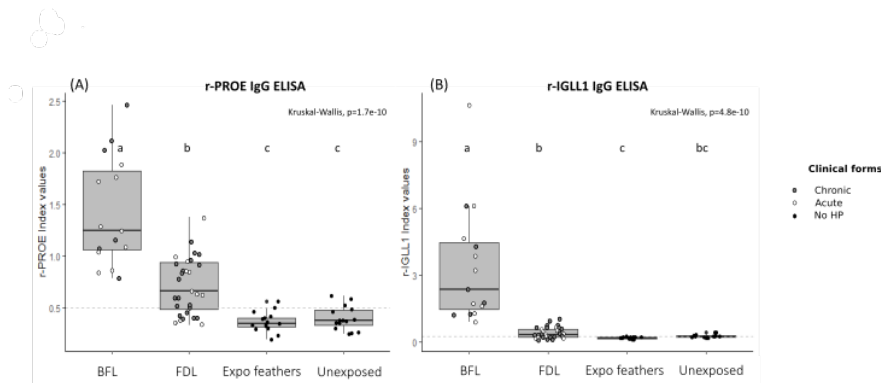 (A)
r-PROE IgG ELISA
Kruskal-Wallis, p=1.7e-10
a b c c
r-PROE Index values
2.5
2.0
1.5
1.0
0.5
BFL FDL Expo feathers Unexposed
(B)
r-IGLL1 IgG ELISA
Kruskal-Wallis, p=4.8e-10
a b c bc
r-IGLL1 Index values
9
6
3
0
BFL FDL Expo feathers Unexposed
Clinical forms
Chronic
Acute
No HP